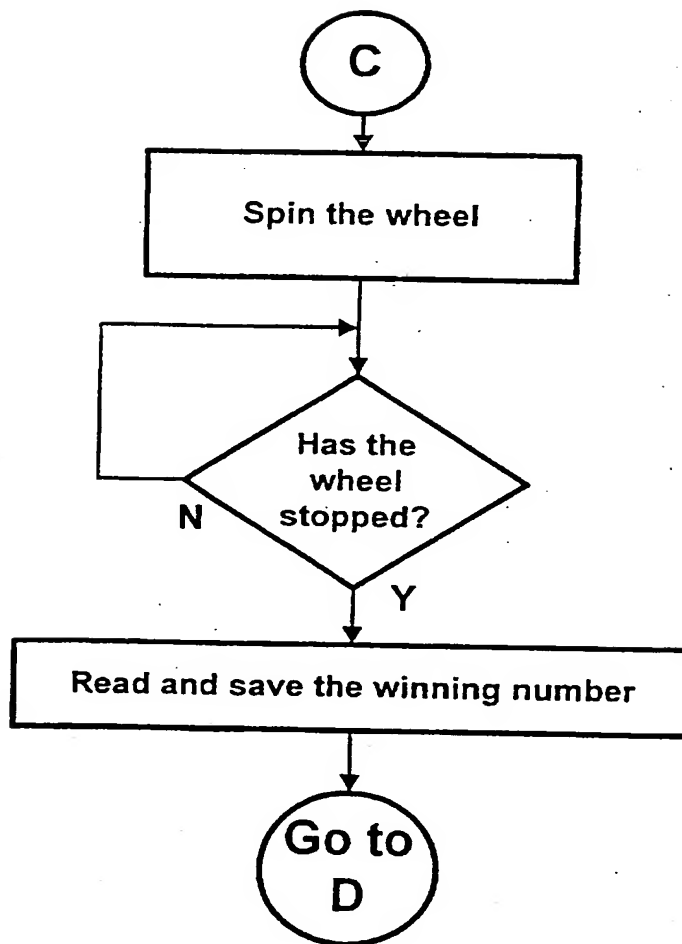 C
Spin the wheel
Has the
wheel
stopped?
N
Y
Read and save the winning number
Go to
D